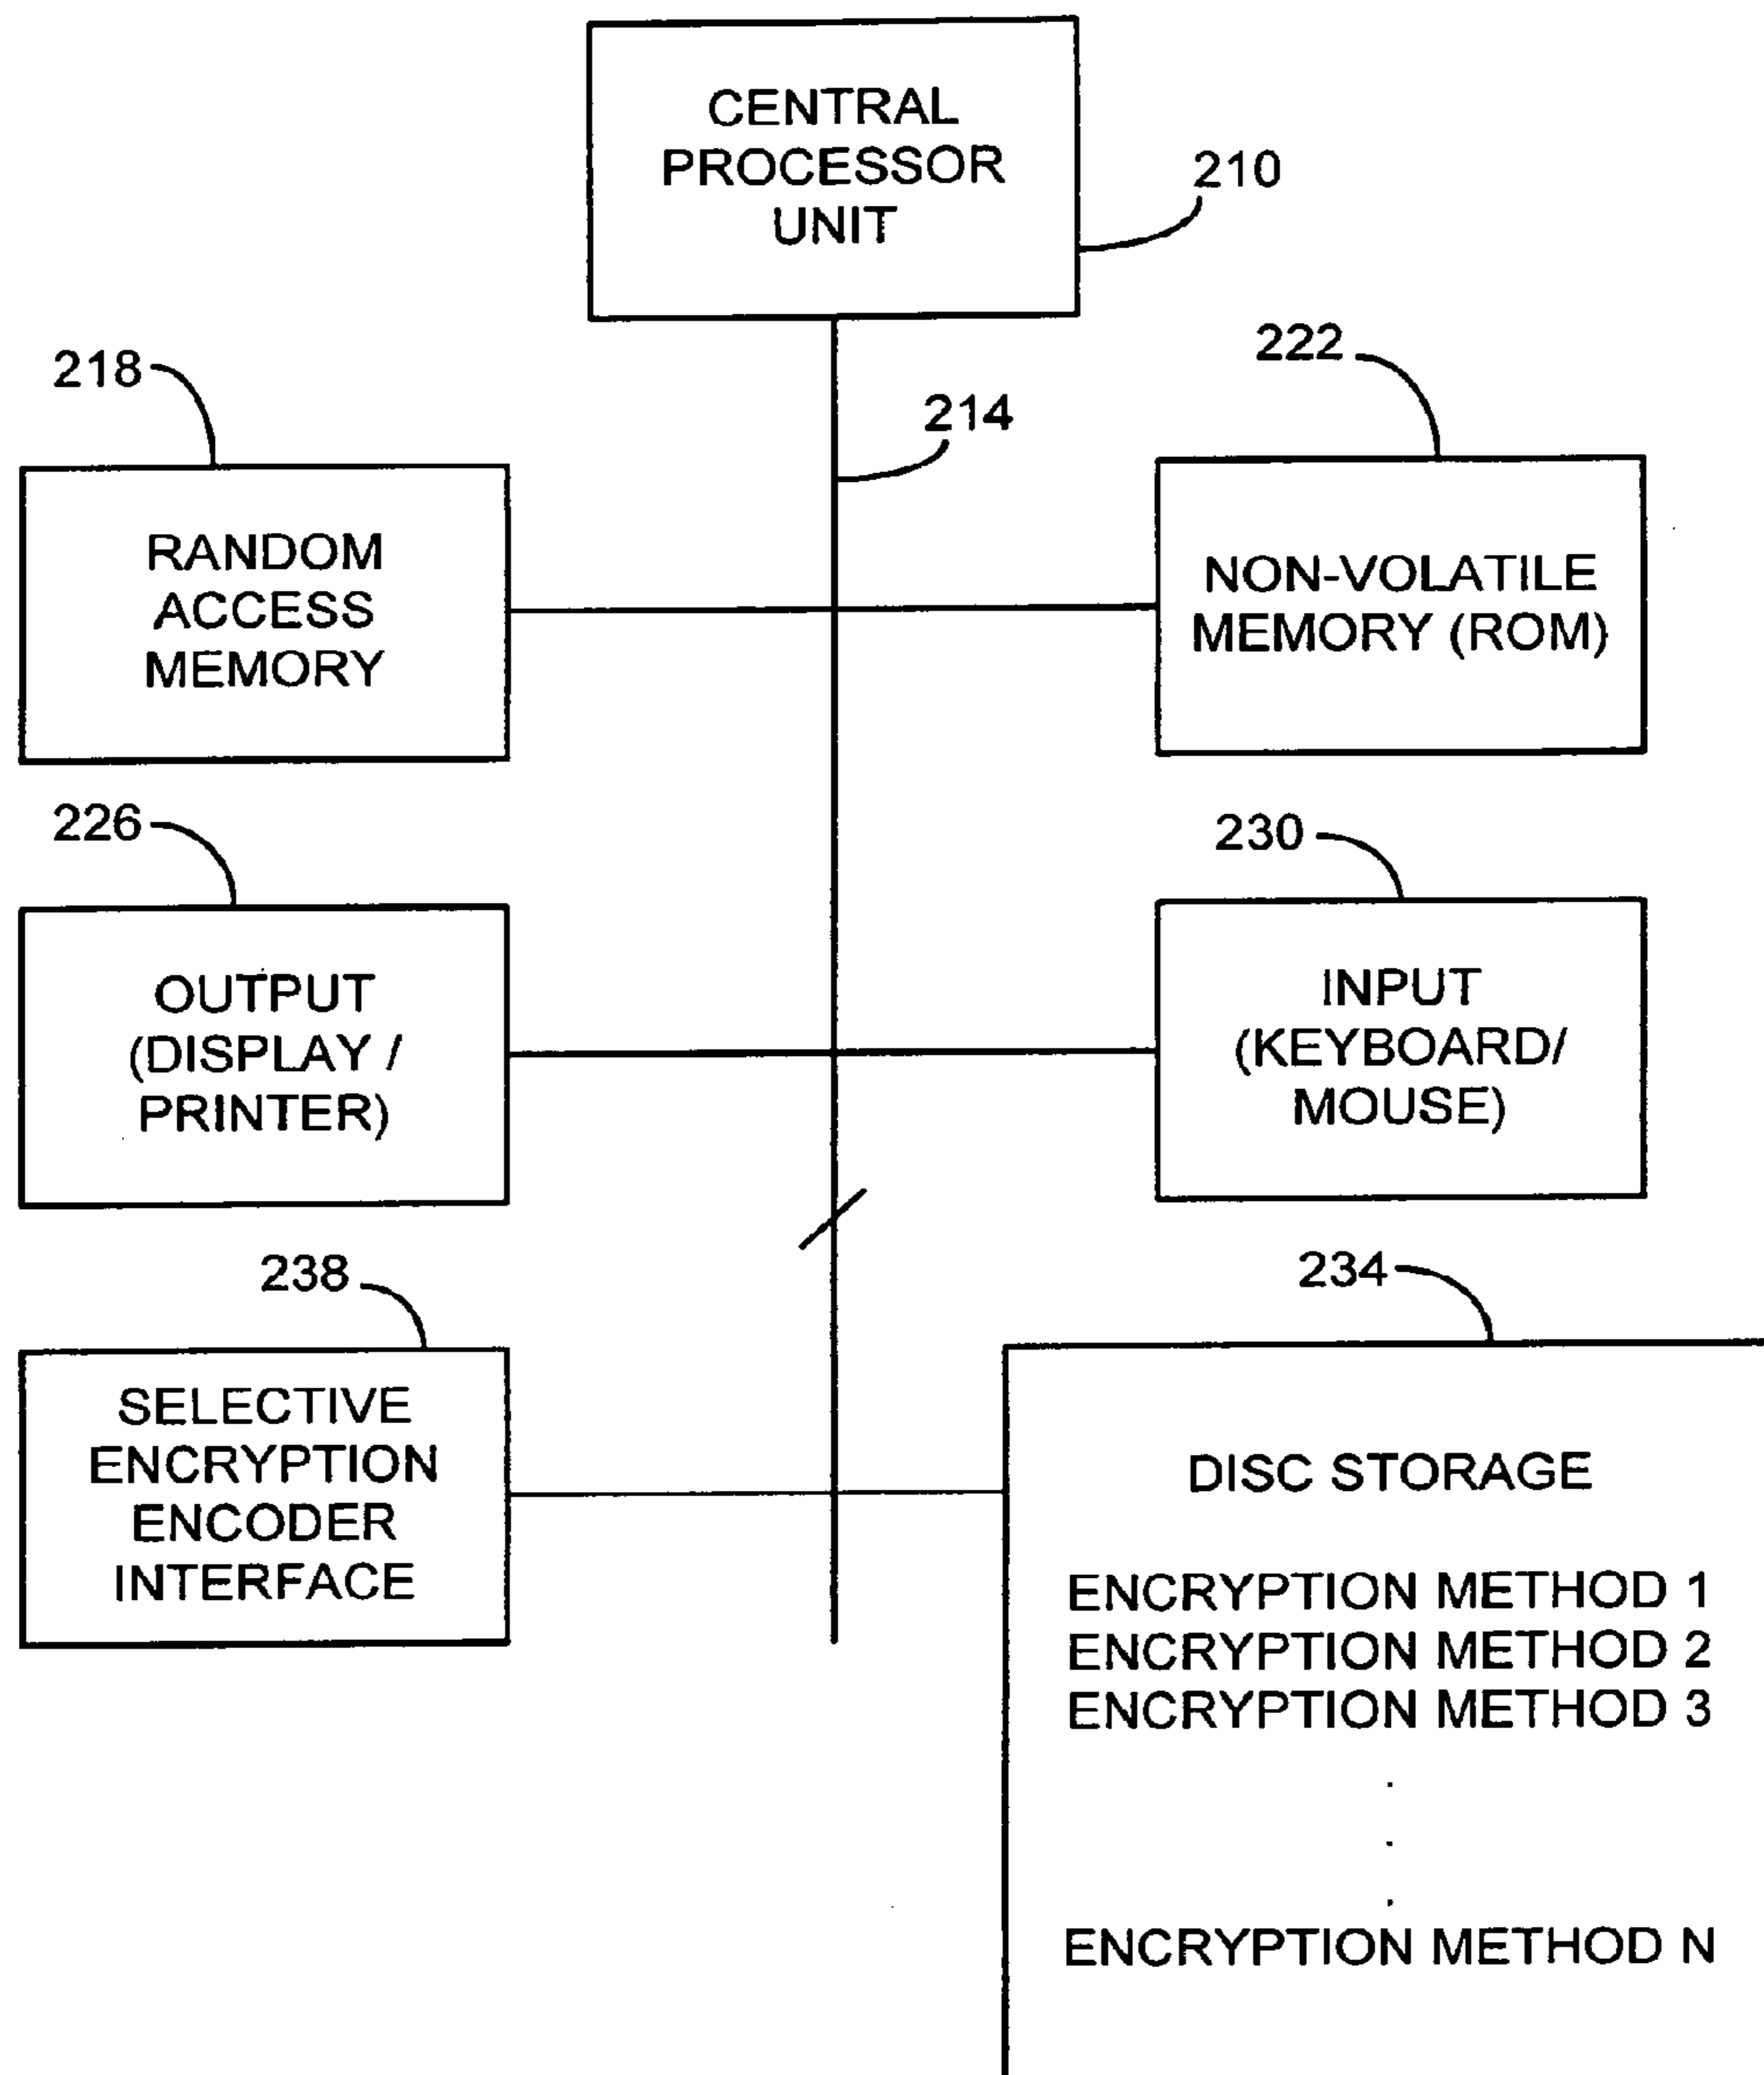 CENTRAL
PROCESSOR
UNIT
210
218
222
214
RANDOM
ACCESS
MEMORY
NON-VOLATILE
MEMORY (ROM)
226
230
OUTPUT
(DISPLAY /
PRINTER)
INPUT
(KEYBOARD/
MOUSE)
238
234
SELECTIVE
ENCRYPTION
ENCODER
INTERFACE
DISC STORAGE
ENCRYPTION METHOD 1
ENCRYPTION METHOD 2
ENCRYPTION METHOD 3
.
.
.
ENCRYPTION METHOD N